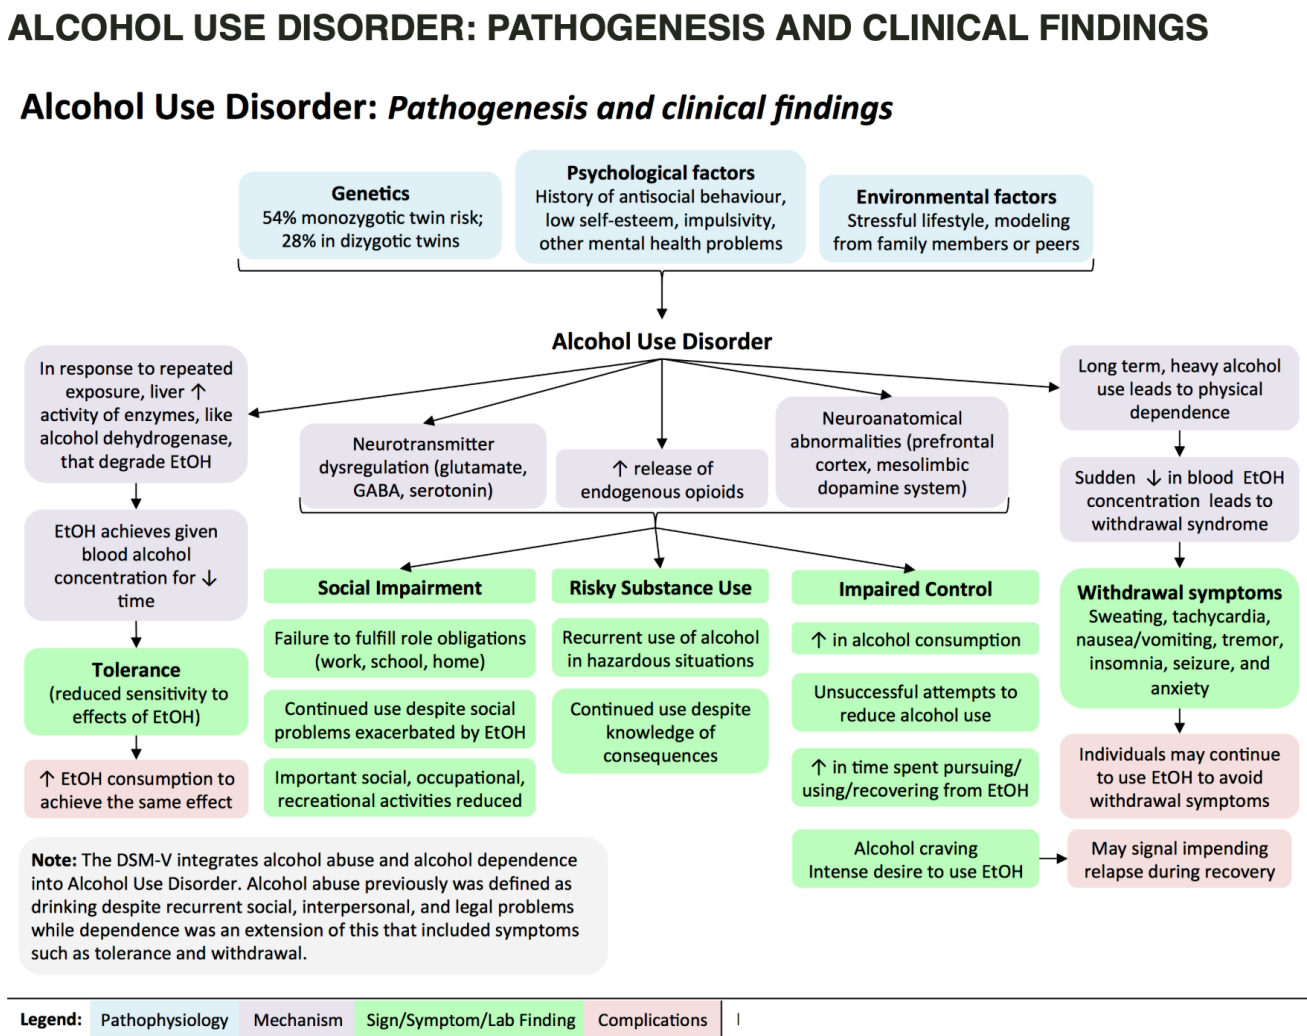 ALCOHOL USE DISORDER: PATHOGENESIS AND CLINICAL FINDINGS
Alcohol Use Disorder: Pathogenesis and clinical findings
Genetics
54% monozygotic twin risk;
28% in dizygotic twins
Psychological factors
History of antisocial behaviour,
low self-esteem, impulsivity,
other mental health problems
Environmental factors
Stressful lifestyle, modeling
from family members or peers
Alcohol Use Disorder
In response to repeated
exposure, liver ↑
activity of enzymes, like
alcohol dehydrogenase,
that degrade EtOH
EtOH achieves given
blood alcohol
concentration for ↓
time
Tolerance
(reduced sensitivity to
effects of EtOH)
↑ EtOH consumption to
achieve the same effect
Neurotransmitter
dysregulation (glutamate,
GABA, serotonin)
↑ release of
endogenous opioids
Neuroanatomical
abnormalities (prefrontal
cortex, mesolimbic
dopamine system)
Social Impairment
Failure to fulfill role obligations
(work, school, home)
Continued use despite social
problems exacerbated by EtOH
Important social, occupational,
recreational activities reduced
Risky Substance Use
Recurrent use of alcohol
in hazardous situations
Continued use despite
knowledge of
consequences
Impaired Control
↑ in alcohol consumption
Unsuccessful attempts to
reduce alcohol use
↑ in time spent pursuing/
using/recovering from EtOH
Alcohol craving
Intense desire to use EtOH
Long term, heavy alcohol
use leads to physical
dependence
Sudden ↓ in blood EtOH
concentration leads to
withdrawal syndrome
Withdrawal symptoms
Sweating, tachycardia,
nausea/vomiting, tremor,
insomnia, seizure, and
anxiety
Individuals may continue
to use EtOH to avoid
withdrawal symptoms
May signal impending
relapse during recovery
Note: The DSM-V integrates alcohol abuse and alcohol dependence
into Alcohol Use Disorder. Alcohol abuse previously was defined as
drinking despite recurrent social, interpersonal, and legal problems
while dependence was an extension of this that included symptoms
such as tolerance and withdrawal.
Legend: Pathophysiology Mechanism Sign/Symptom/Lab Finding Complications